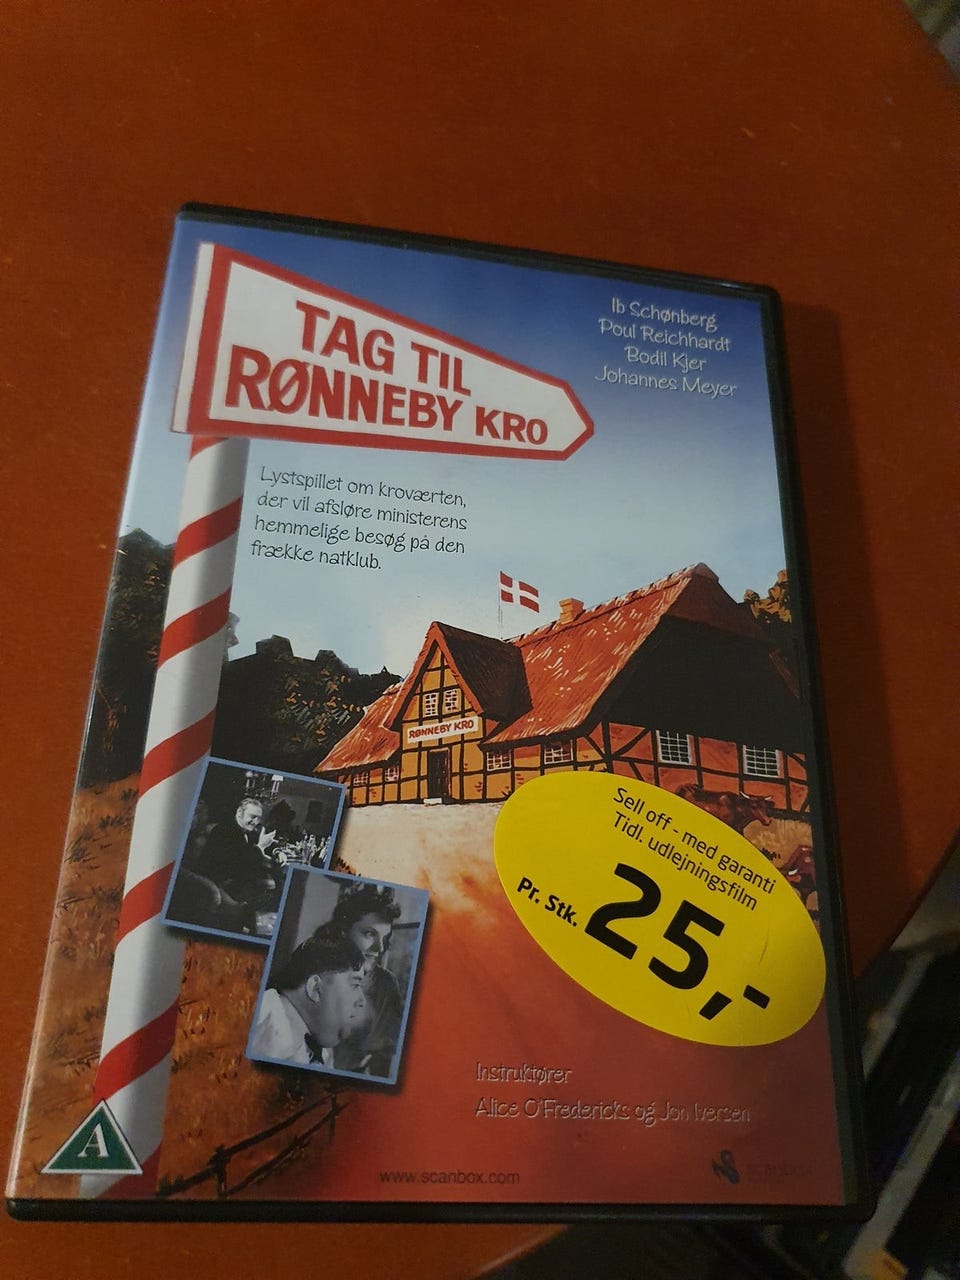 TAG TIL
RØNNEBY KRO
Ib Schønberg
Poul Reichhardt
Bodil Kjer
Johannes Meyer
Lystspillet om kroværten,
der vil afsløre ministerens
hemmelige besøg på den
frække natklub.
RØNNEBY KRO
Sell off - med garanti
Tidl. udlejningsfilm
Pr. Stk. 25,-
Instruktører
Alice O'Fredericks og Jon Iversen
A
www.scanbox.com
SCANBOX